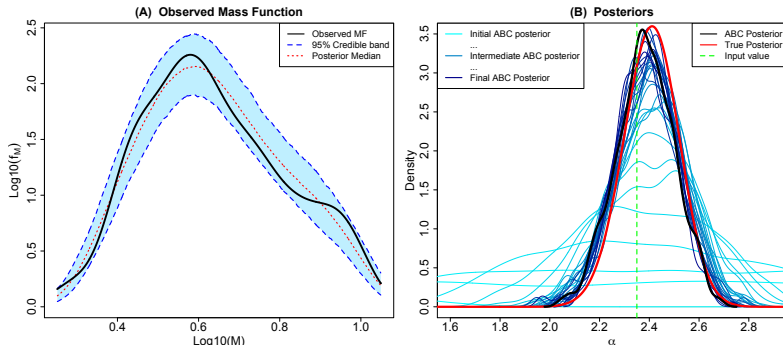 (A) Observed Mass Function
Observed MF
95% Credible band
Posterior Median
Log10(f_M)
0.0 0.5 1.0 1.5 2.0 2.5
0.4 0.6 0.8 1.0
Log10(M)
(B) Posteriors
Initial ABC posterior
...
Intermediate ABC posterior
...
Final ABC Posterior
ABC Posterior
True Posterior
Input value
Density
0.0 0.5 1.0 1.5 2.0 2.5 3.0 3.5
1.6 2.0 2.2 2.4 2.6 2.8
α